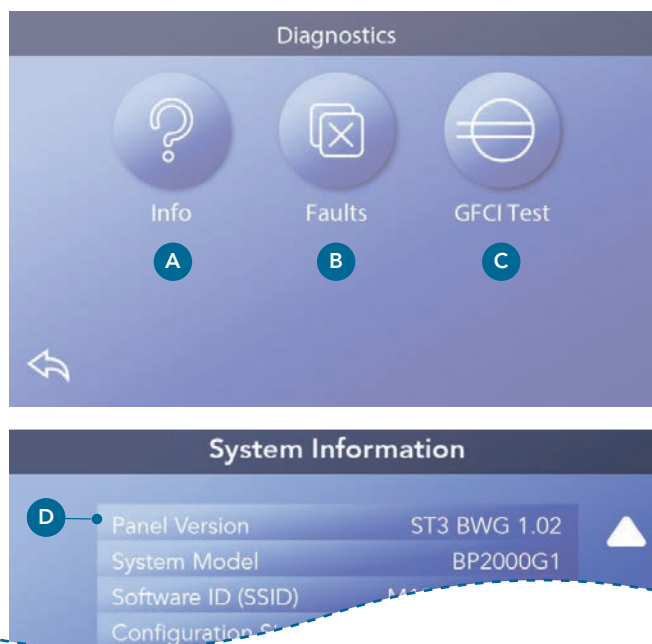 Diagnostics
Info Faults GFCI Test
A B C
System Information
D Panel Version ST3 BWG 1.02
System Model BP2000G1
Software ID (SSID)
Configuration